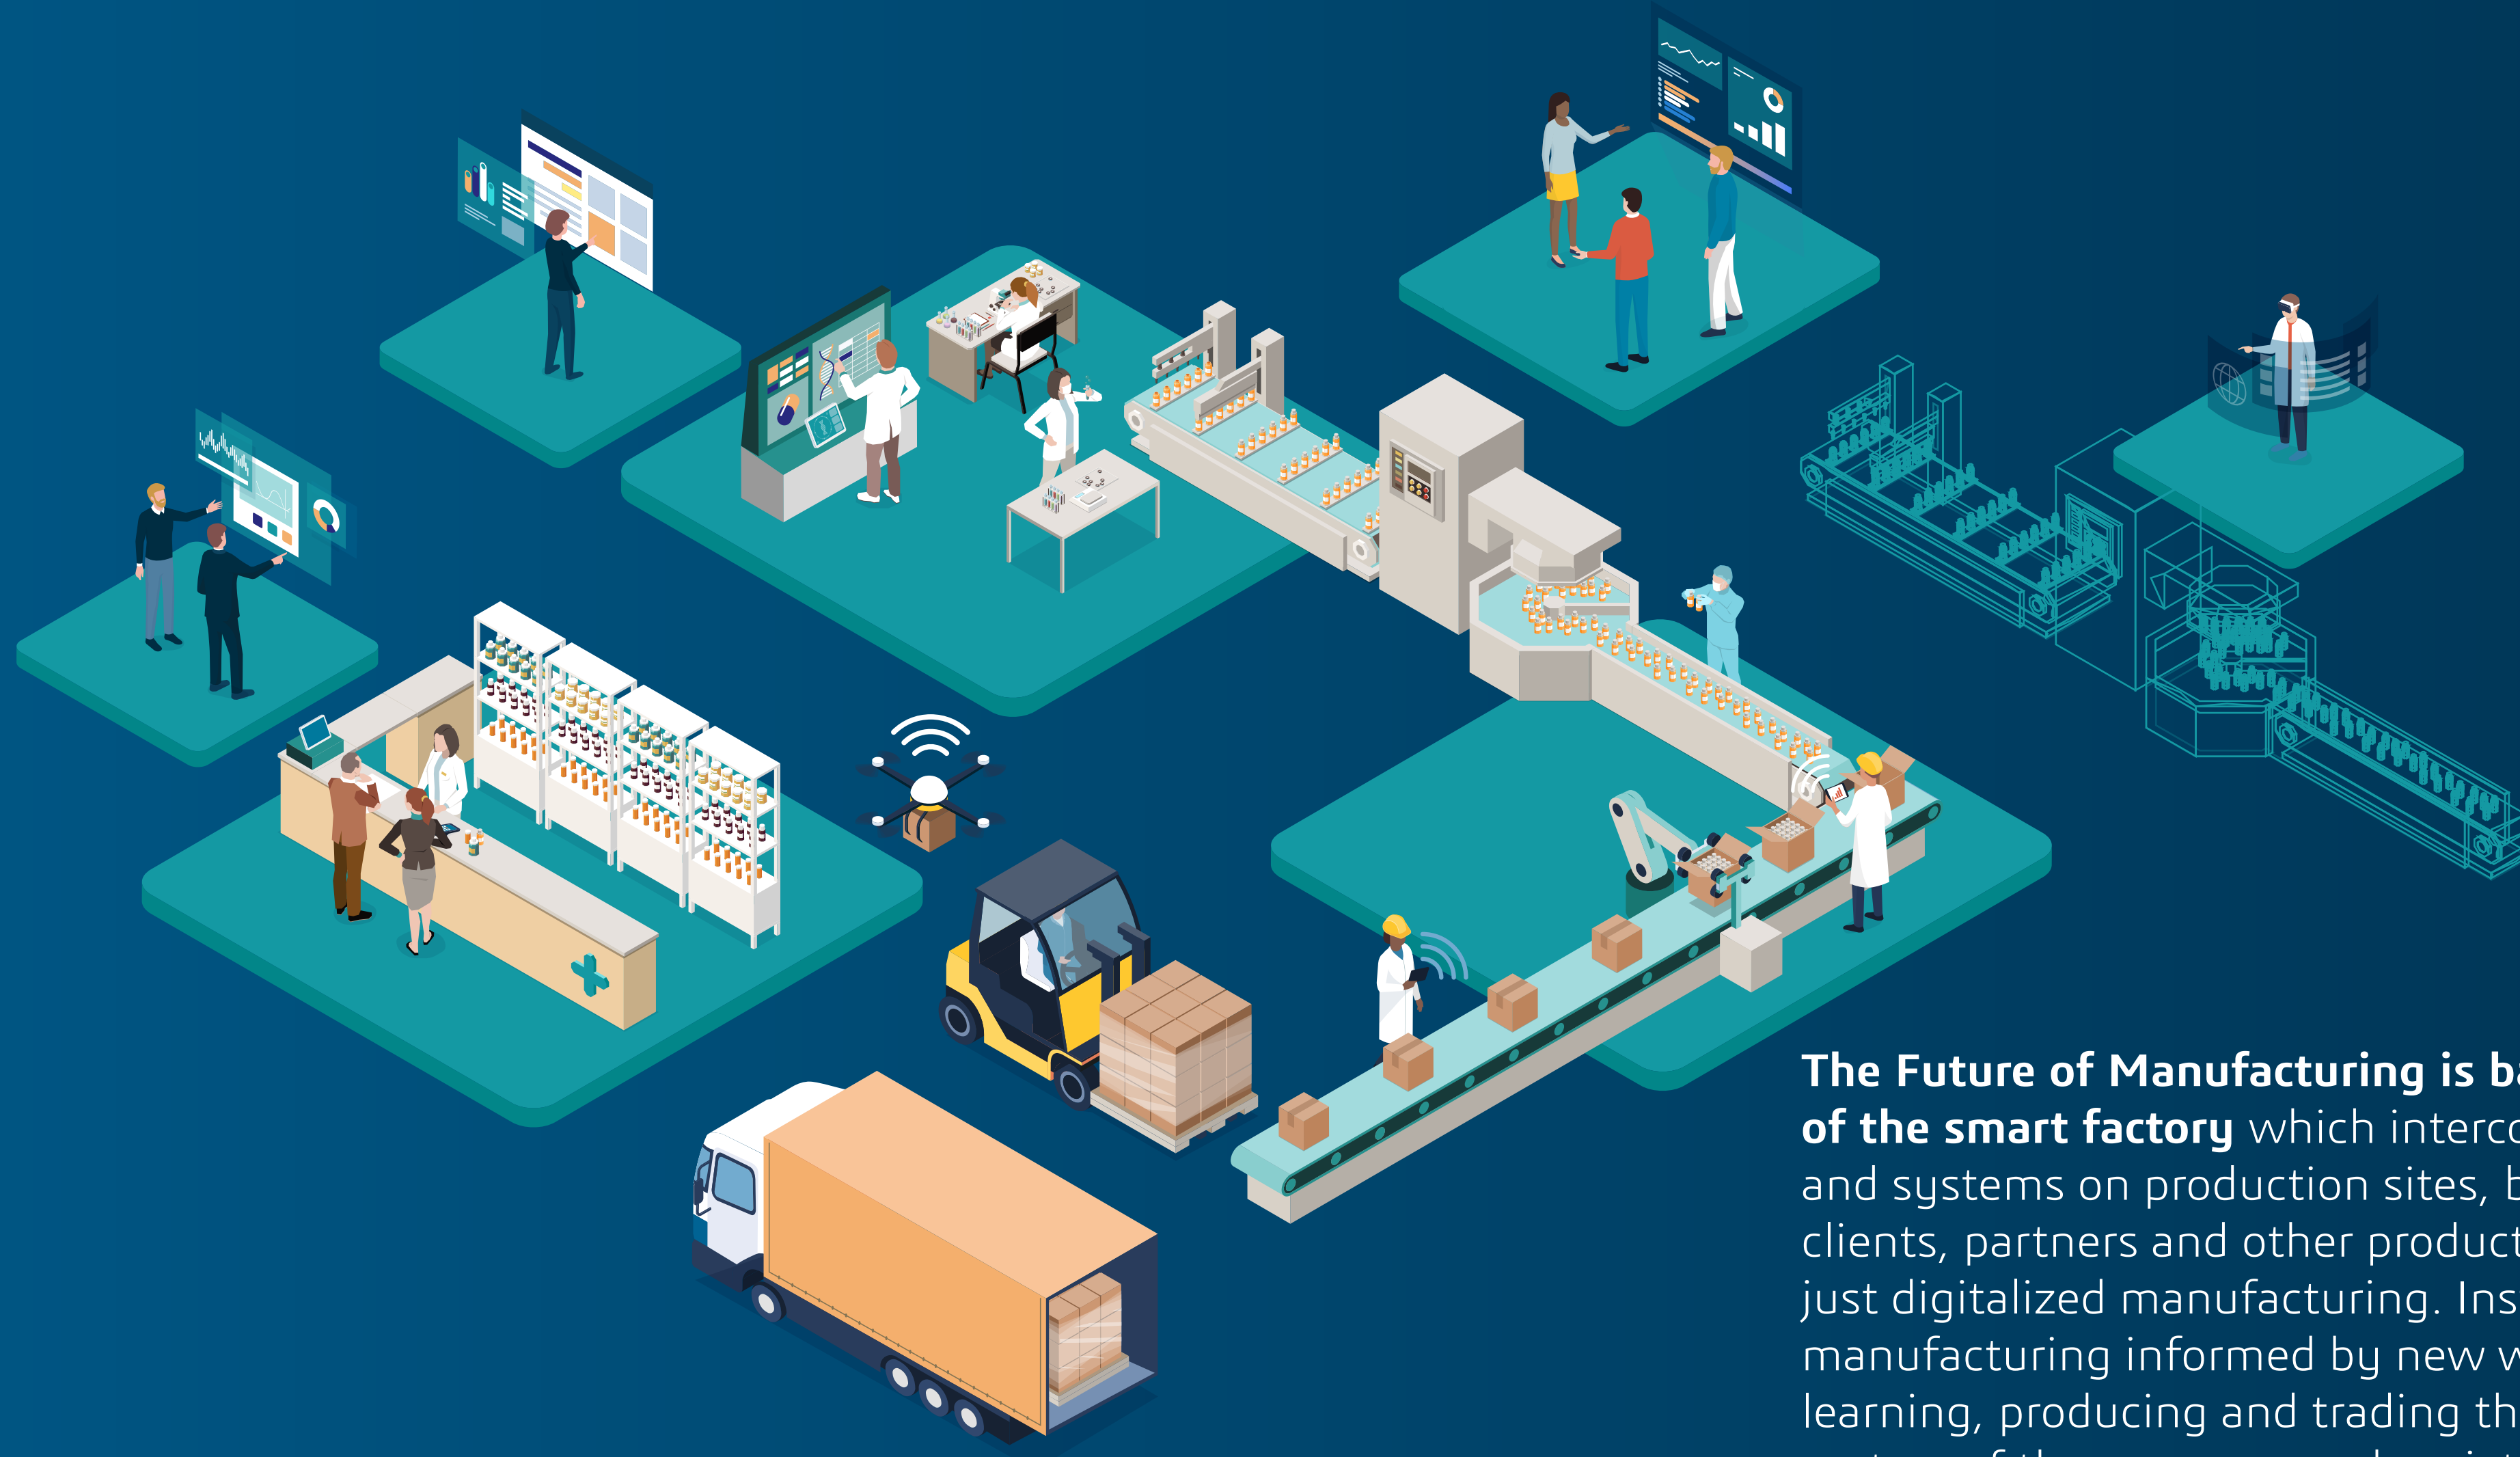 The Future of Manufacturing is
of the smart factory which
and systems on production sites,
clients, partners and other
just digitalized manufacturing.
manufacturing informed by new
learning, producing and trading